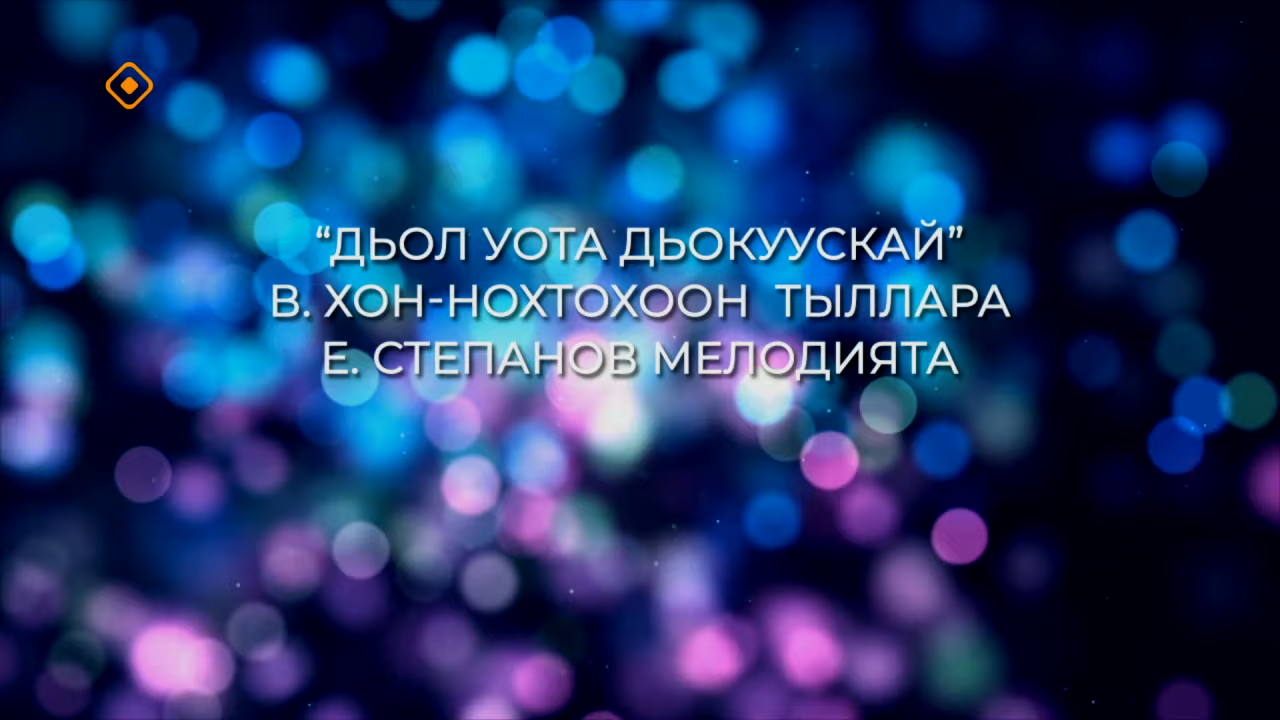 “ДЬОЛ УОТА ДЬОКУУСКАЙ”
В. ХОН-НОХТОХООН ТЫЛЛАРА
Е. СТЕПАНОВ МЕЛОДИЯТА